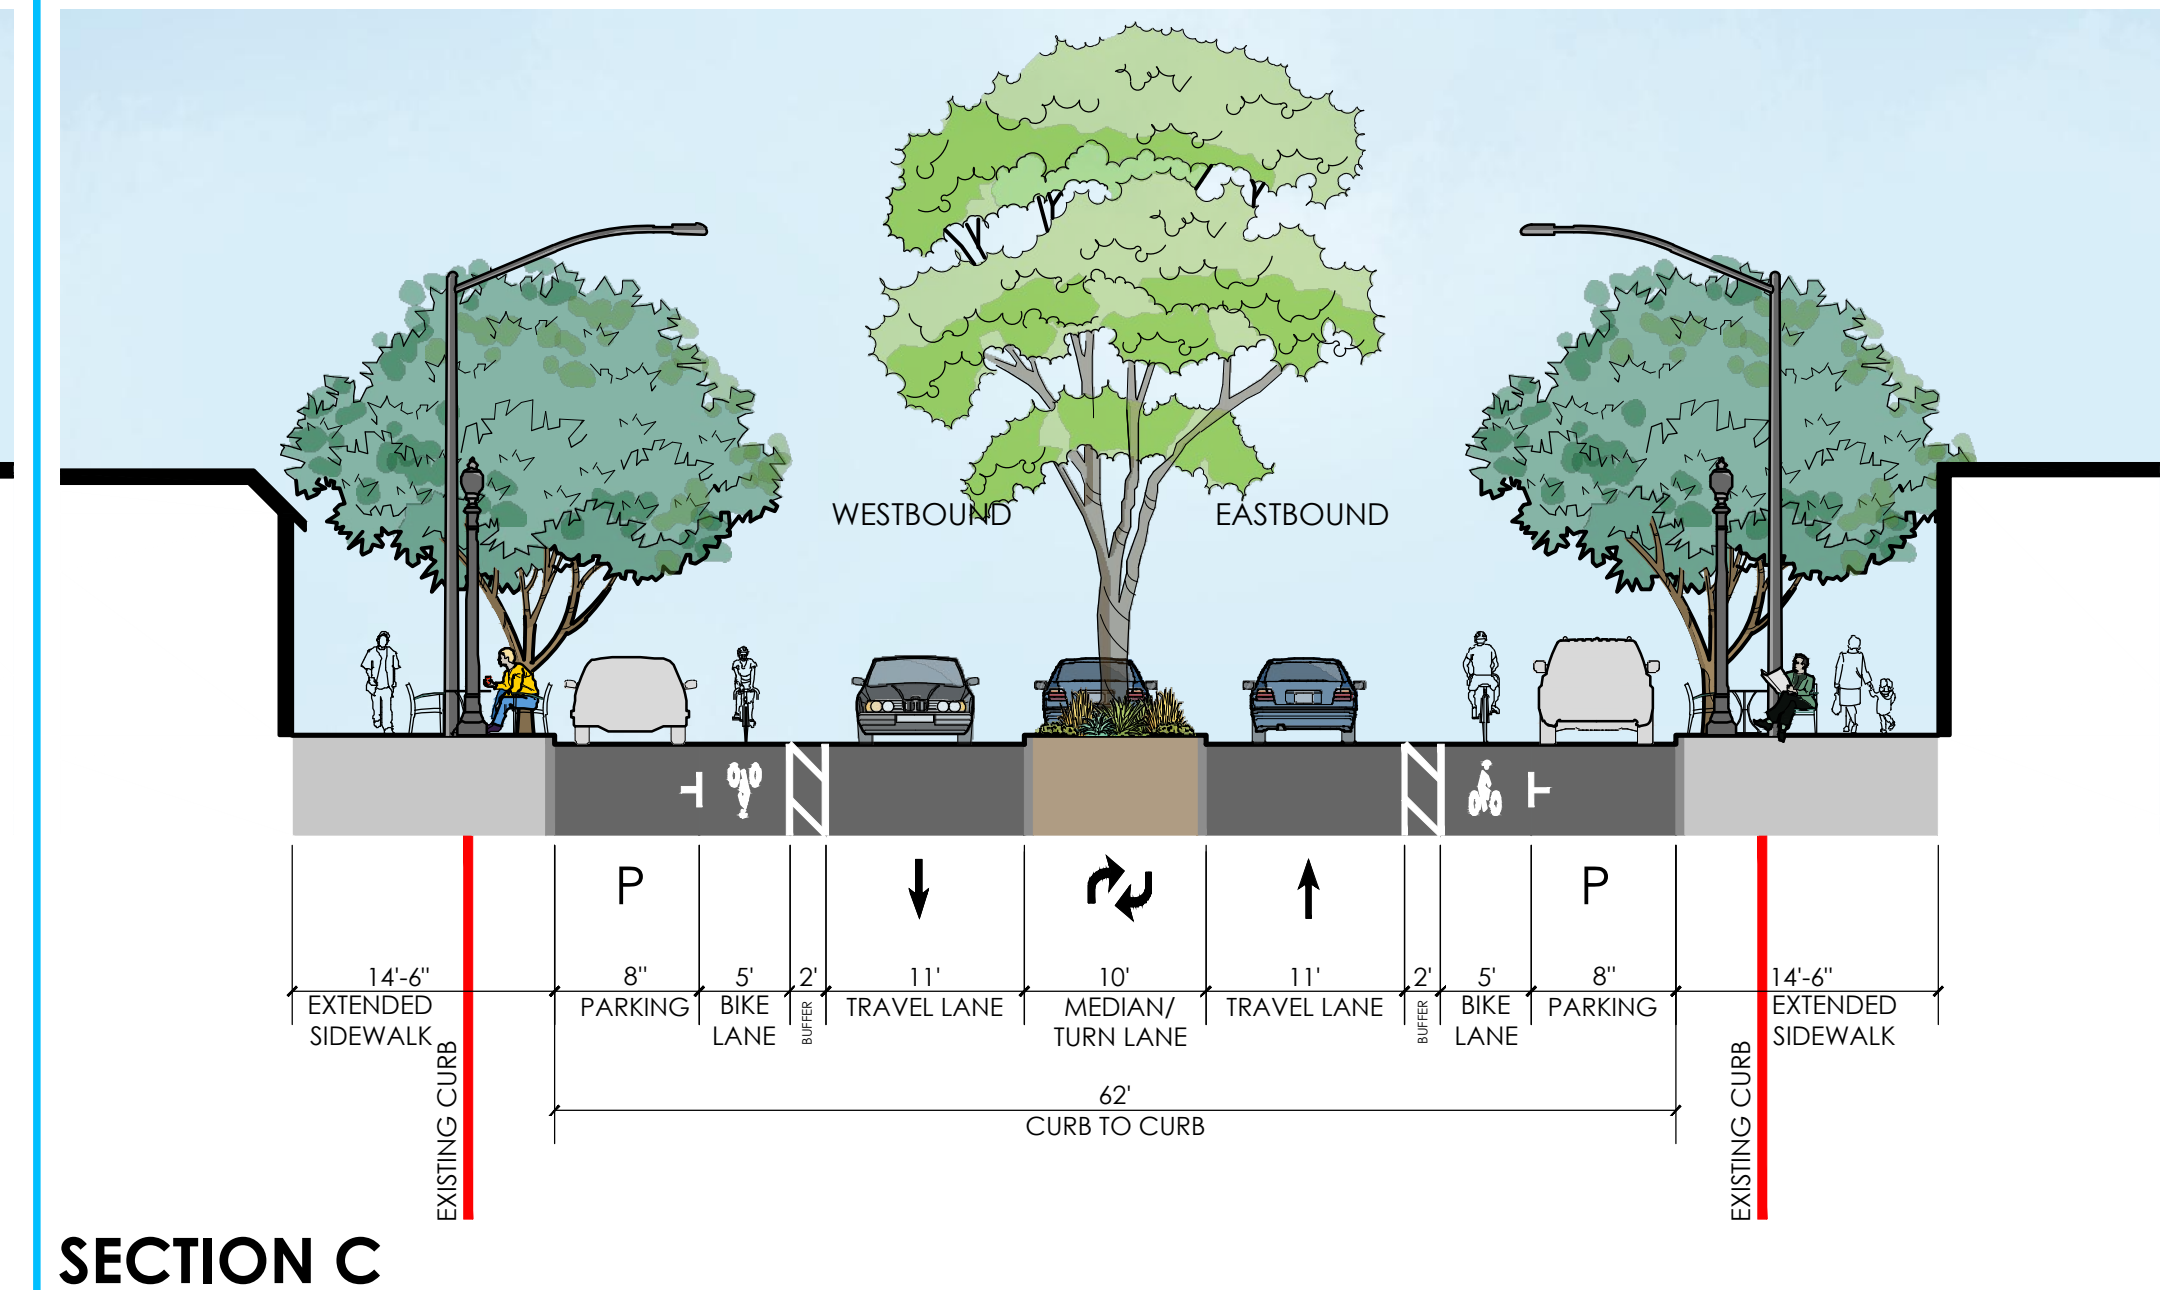 WESTBOUND
EASTBOUND
P
P
14'-6"
8"
5'
2'
11'
10'
11'
2'
5'
8"
14'-6"
EXTENDED
SIDEWALK
PARKING
BIKE
LANE
BUFFER
TRAVEL LANE
MEDIAN/
TURN LANE
TRAVEL LANE
BUFFER
BIKE
LANE
PARKING
EXTENDED
SIDEWALK
EXISTING CURB
62'
CURB TO CURB
EXISTING CURB
SECTION C